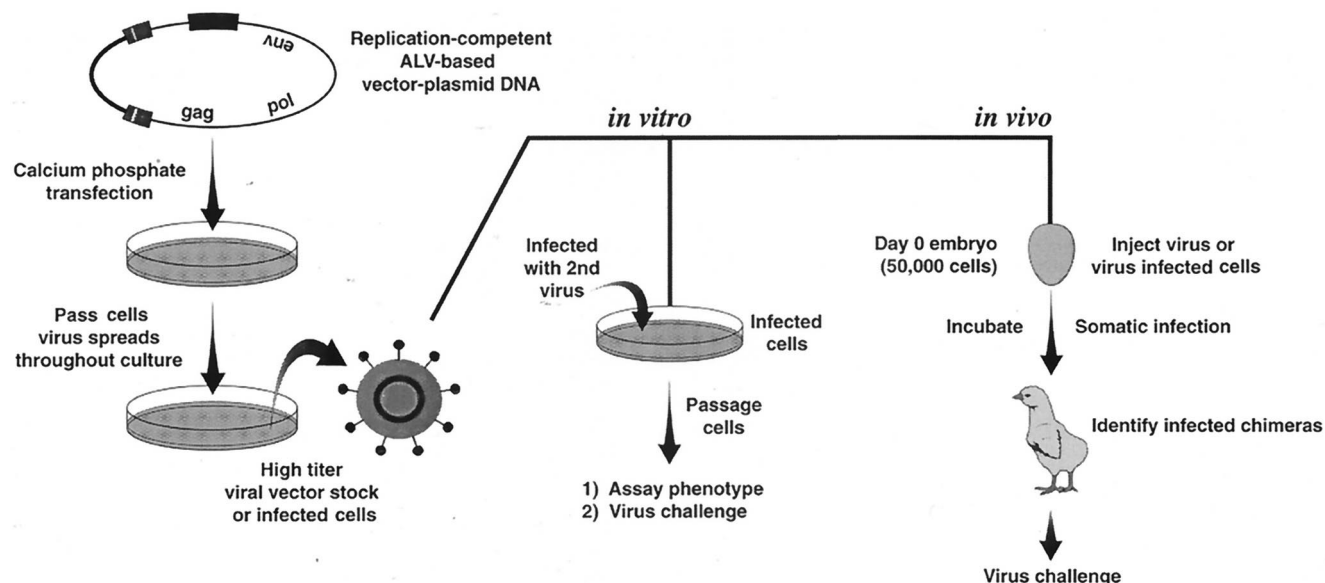 env
Replication-competent
ALV-based
vector-plasmid DNA
gag
pol
Calcium phosphate
transfection
Pass cells
virus spreads
throughout culture
High titer
viral vector stock
or infected cells
in vitro
in vivo
Infected
with 2nd
virus
Infected
cells
Passage
cells
1) Assay phenotype
2) Virus challenge
Day 0 embryo
(50,000 cells)
Inject virus or
virus infected cells
Incubate
Somatic infection
Identify infected chimeras
Virus challenge